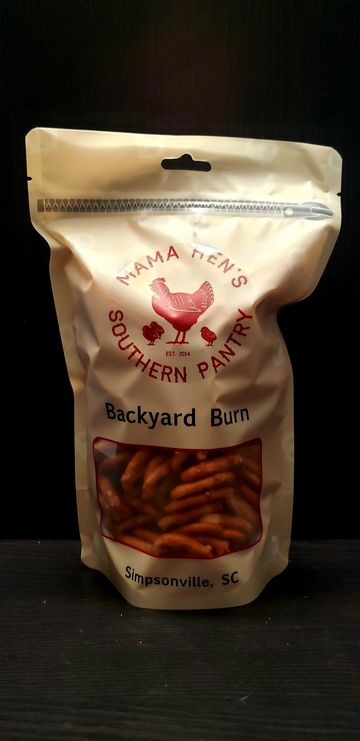 MAMA HEN'S
EST. 2014
SOUTHERN PANTRY
Backyard Burn
Simpsonville, SC